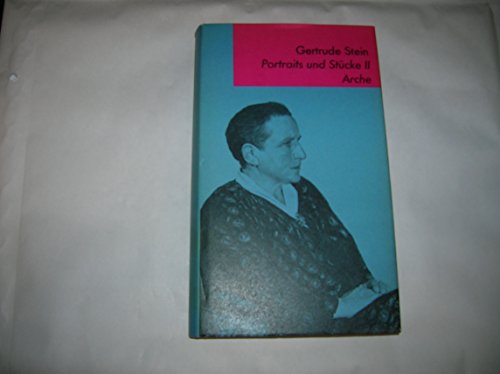 Gertrude Stein
Portraits und Stücke II
Arche